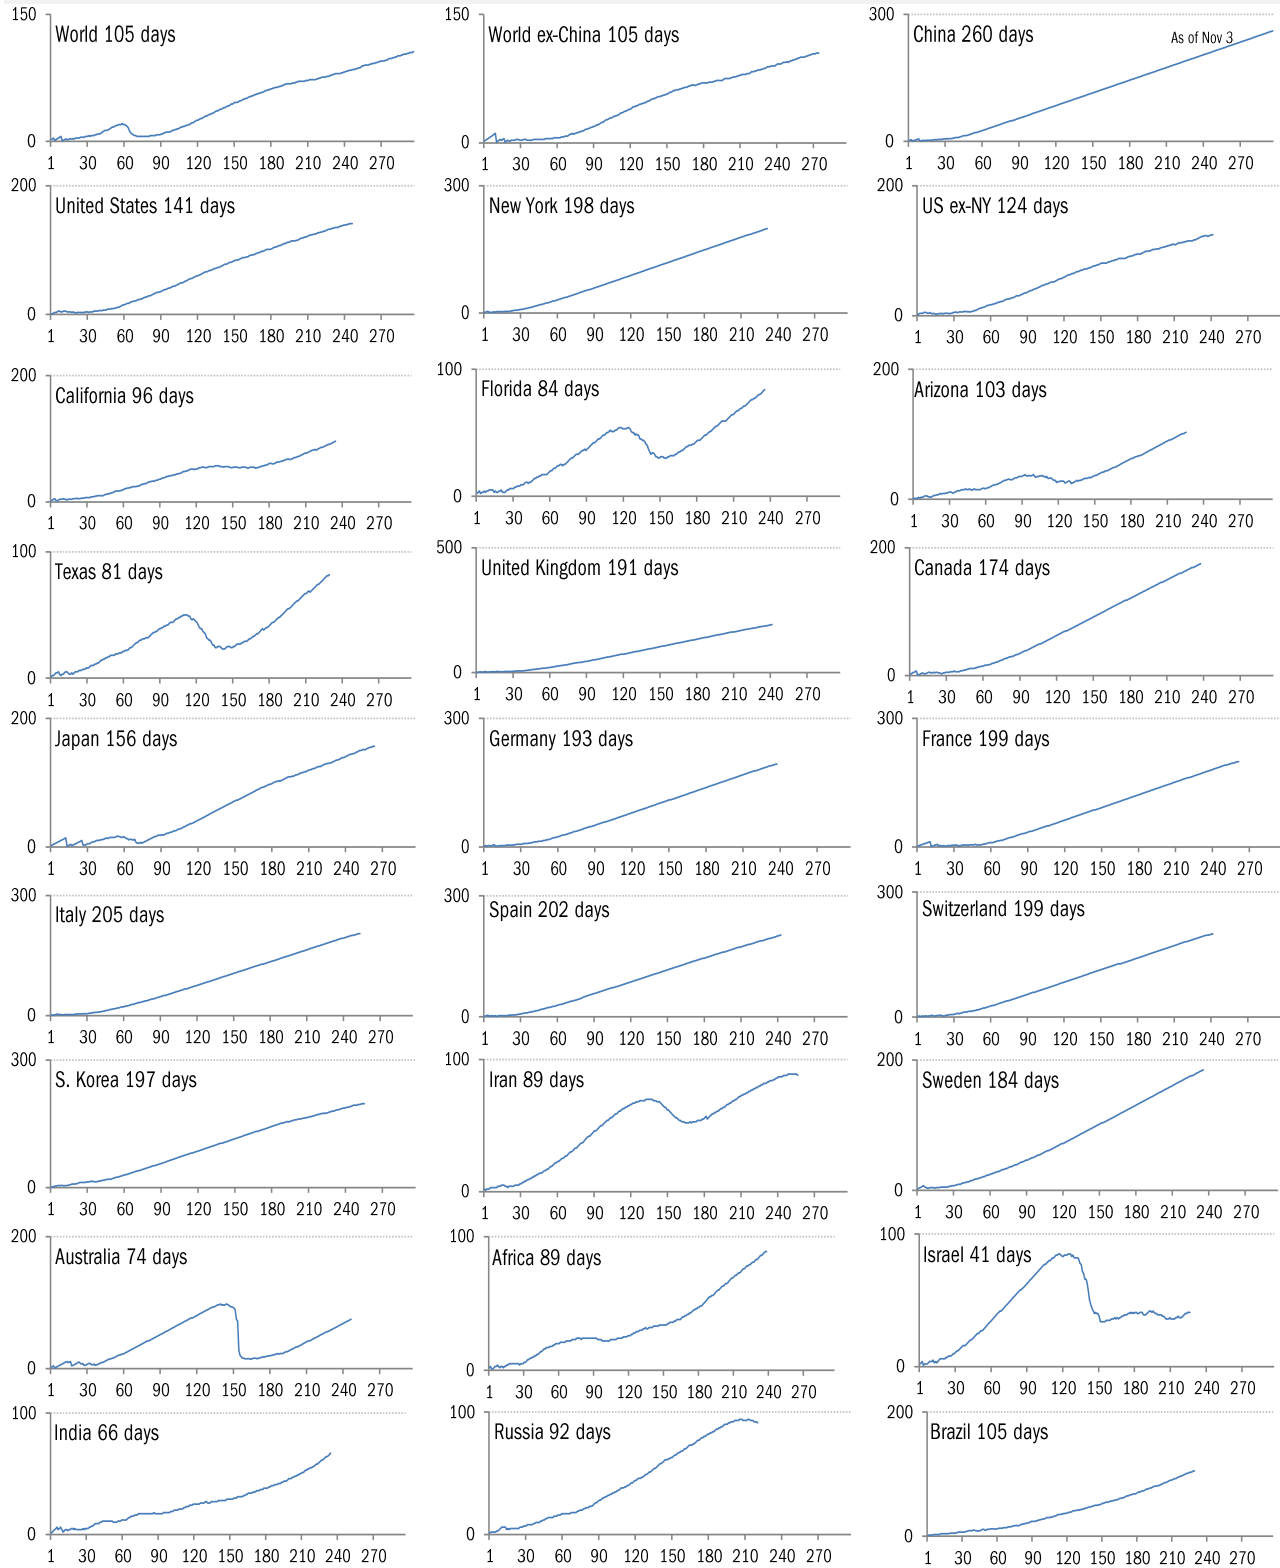 150
World 105 days
0
1 30 60 90 120 150 180 210 240 270
150
World ex-China 105 days
0
1 30 60 90 120 150 180 210 240 270
300
China 260 days
As of Nov 3
0
1 30 60 90 120 150 180 210 240 270
200
United States 141 days
0
1 30 60 90 120 150 180 210 240 270
300
New York 198 days
0
1 30 60 90 120 150 180 210 240 270
200
US ex-NY 124 days
0
1 30 60 90 120 150 180 210 240 270
200
California 96 days
0
1 30 60 90 120 150 180 210 240 270
100
Florida 84 days
0
1 30 60 90 120 150 180 210 240 270
200
Arizona 103 days
0
1 30 60 90 120 150 180 210 240 270
100
Texas 81 days
0
1 30 60 90 120 150 180 210 240 270
500
United Kingdom 191 days
0
1 30 60 90 120 150 180 210 240 270
200
Canada 174 days
0
1 30 60 90 120 150 180 210 240 270
200
Japan 156 days
0
1 30 60 90 120 150 180 210 240 270
300
Germany 193 days
0
1 30 60 90 120 150 180 210 240 270
300
France 199 days
0
1 30 60 90 120 150 180 210 240 270
300
Italy 205 days
0
1 30 60 90 120 150 180 210 240 270
300
Spain 202 days
0
1 30 60 90 120 150 180 210 240 270
300
Switzerland 199 days
0
1 30 60 90 120 150 180 210 240 270
300
S. Korea 197 days
0
1 30 60 90 120 150 180 210 240 270
100
Iran 89 days
0
1 30 60 90 120 150 180 210 240 270
200
Sweden 184 days
0
1 30 60 90 120 150 180 210 240 270
200
Australia 74 days
0
1 30 60 90 120 150 180 210 240 270
100
Africa 89 days
0
1 30 60 90 120 150 180 210 240 270
100
Israel 41 days
0
1 30 60 90 120 150 180 210 240 270
100
India 66 days
0
1 30 60 90 120 150 180 210 240 270
100
Russia 92 days
0
1 30 60 90 120 150 180 210 240 270
200
Brazil 105 days
0
1 30 60 90 120 150 180 210 240 270